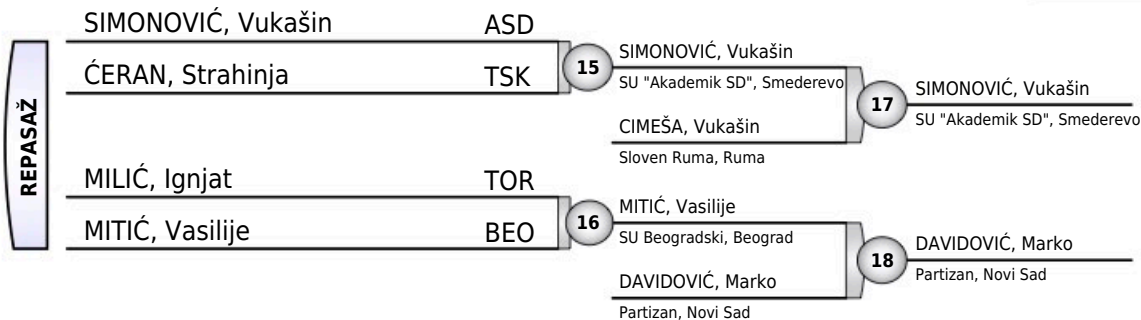 REPASAŽ
SIMONOVIĆ, Vukašin ASD
ĆERAN, Strahinja TSK
15
SIMONOVIĆ, Vukašin
SU "Akademik SD", Smederevo
CIMEŠA, Vukašin
Sloven Ruma, Ruma
17
SIMONOVIĆ, Vukašin
SU "Akademik SD", Smederevo
MILIĆ, Ignjat TOR
MITIĆ, Vasilije BEO
16
MITIĆ, Vasilije
SU Beogradski, Beograd
DAVIDOVIĆ, Marko
Partizan, Novi Sad
18
DAVIDOVIĆ, Marko
Partizan, Novi Sad